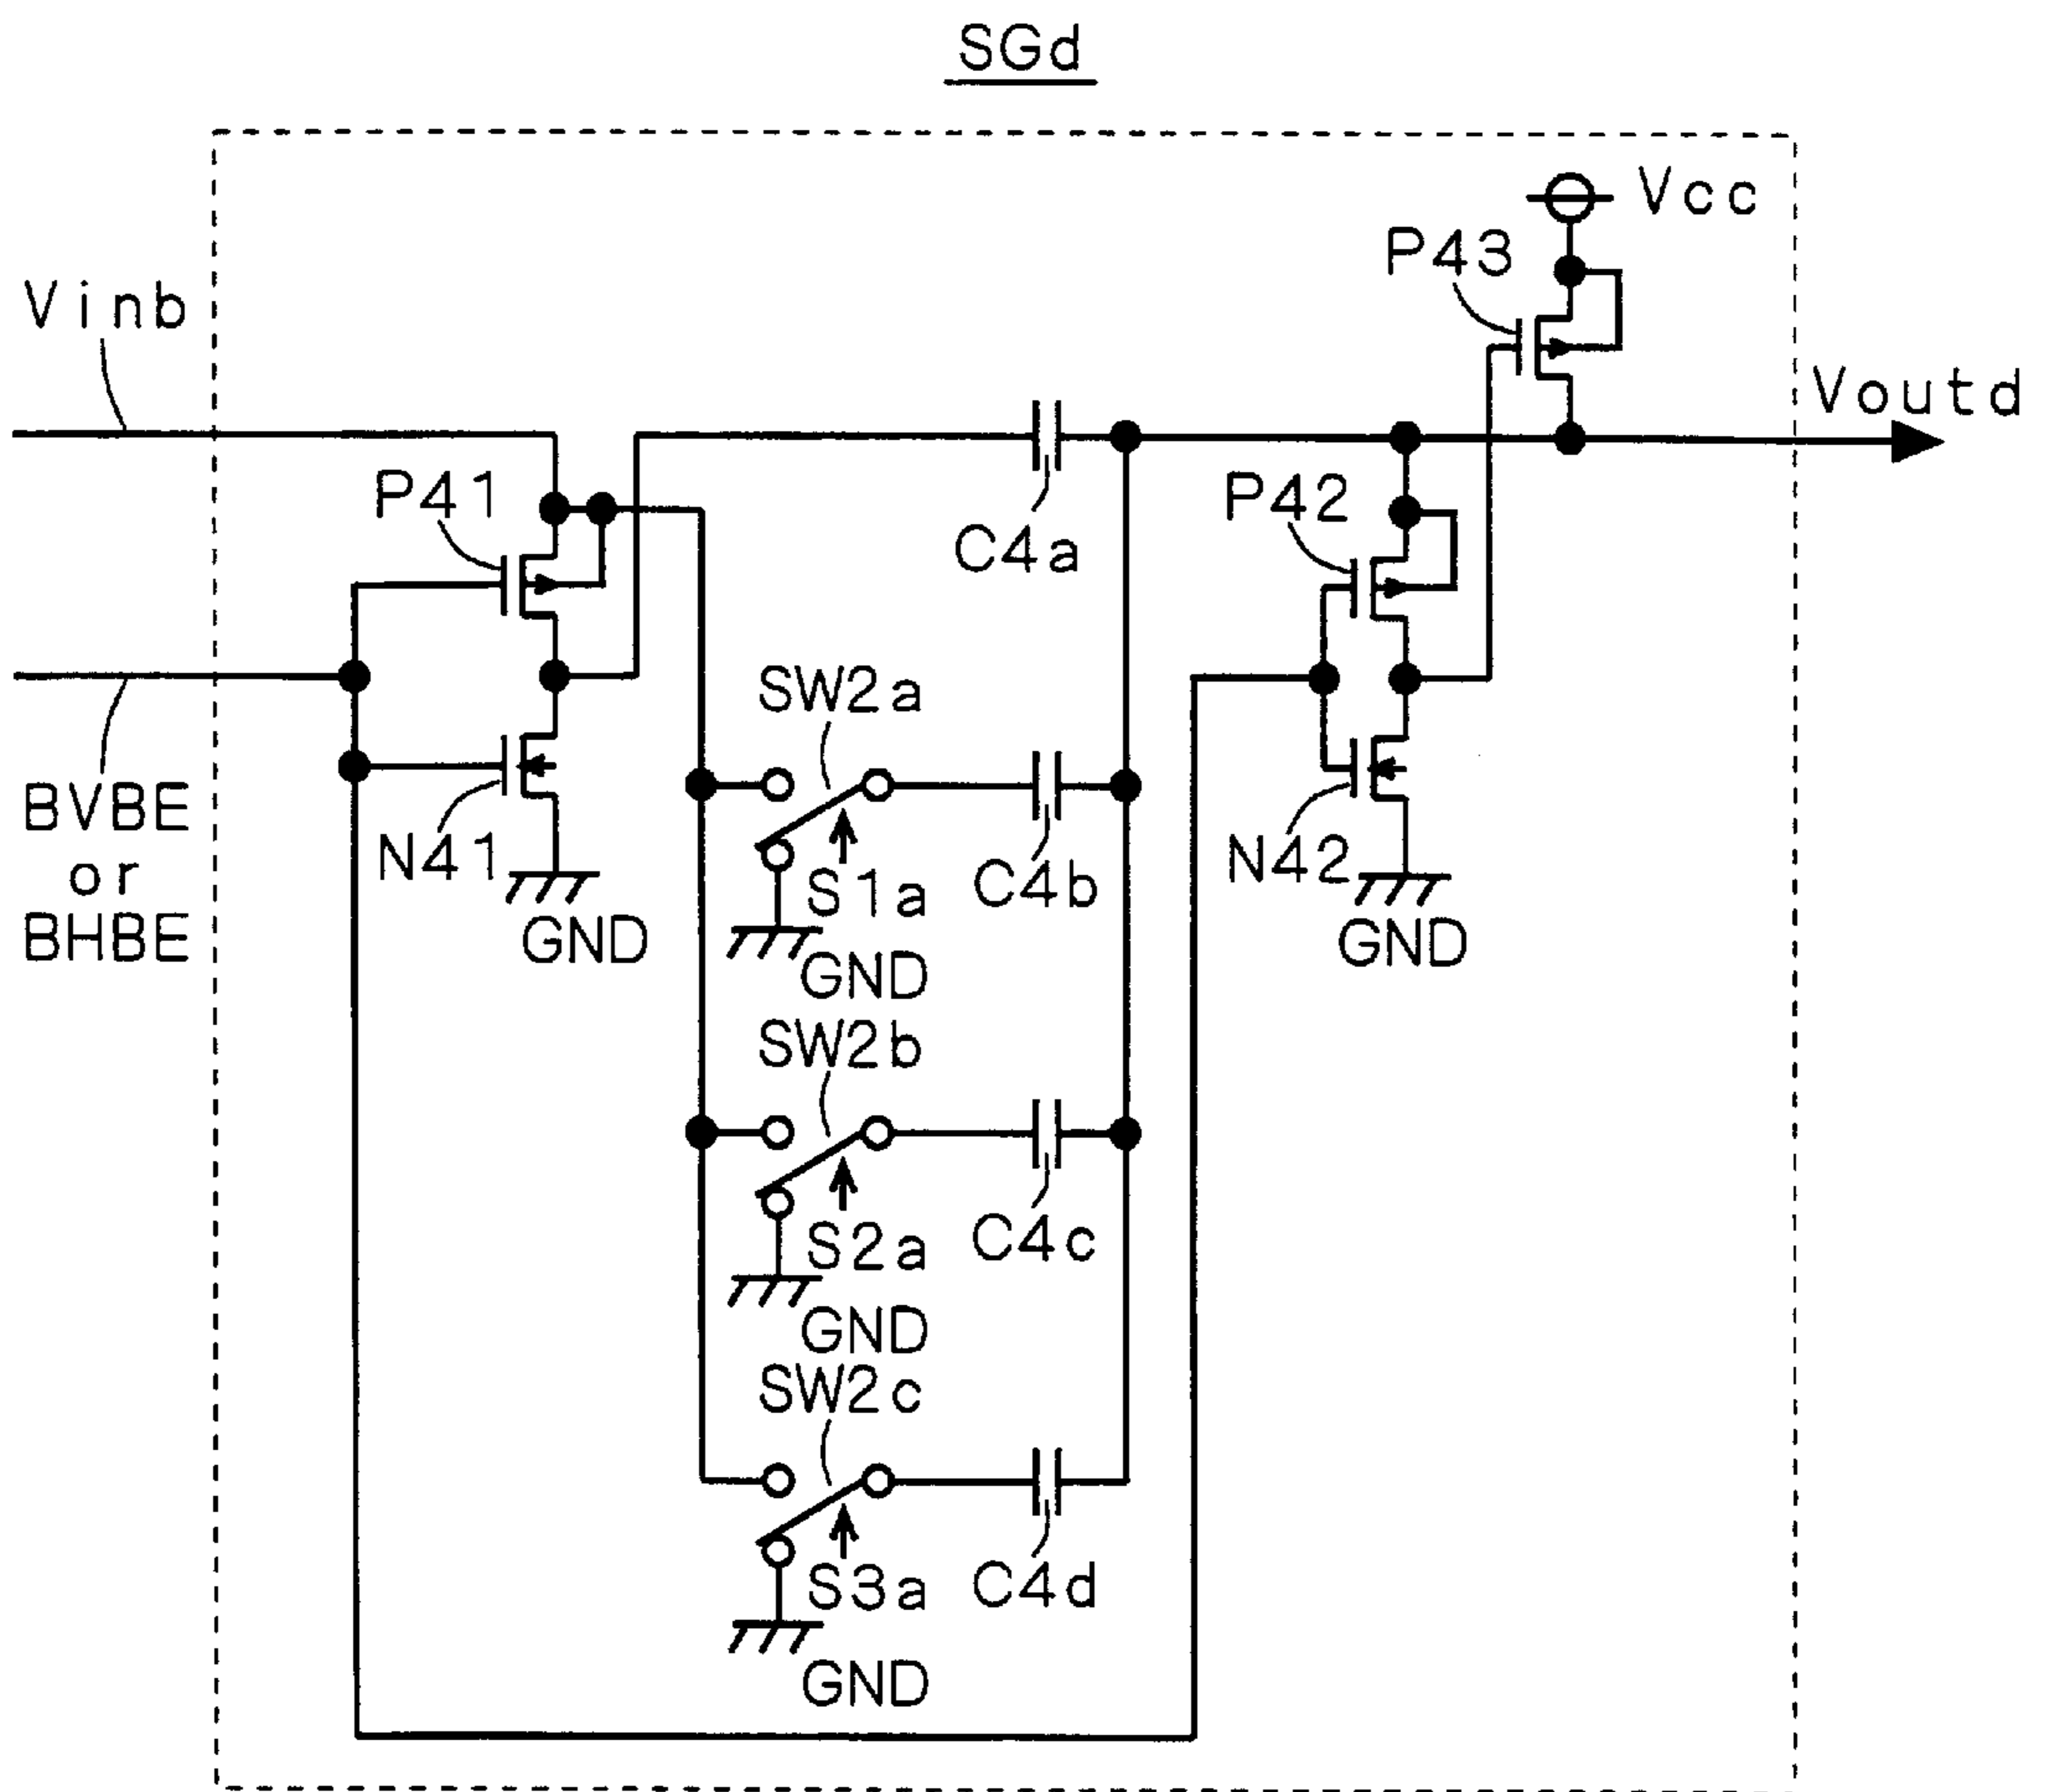 SGd
Vcc
P43
Vinb
Voutd
P41
P42
C4a
SW2a
BVBE
or
BHBE
N41
S1a
C4b
N42
GND
GND
GND
SW2b
S2a
C4c
GND
SW2c
S3a
C4d
GND